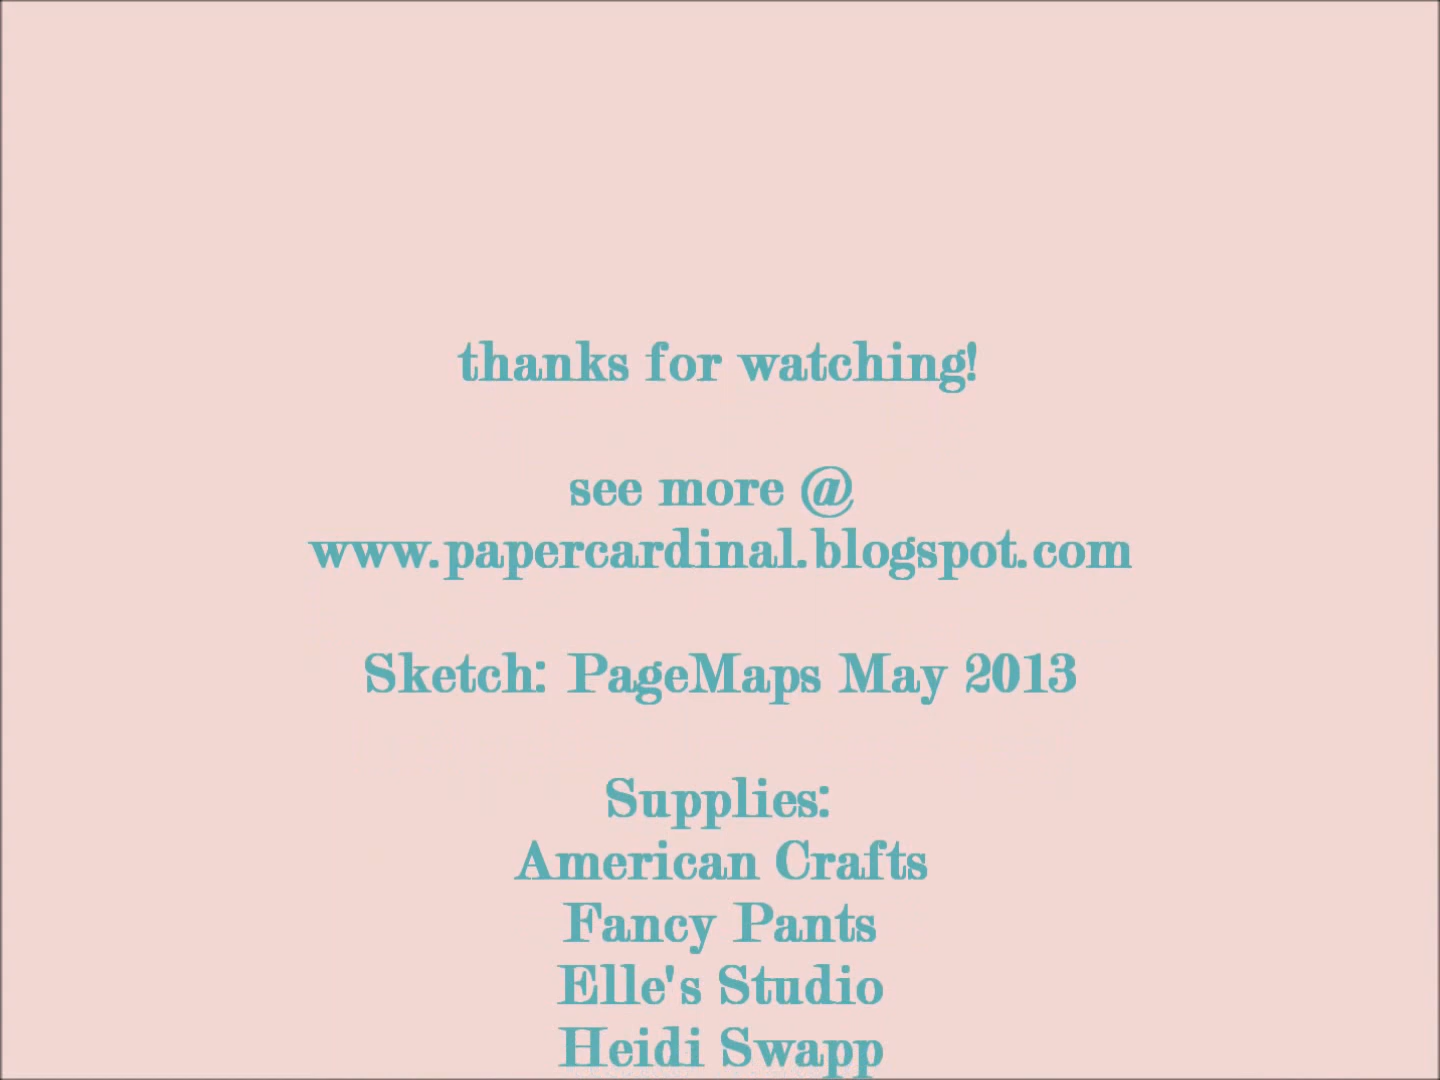 thanks for watching!
see more @
www.papercardinal.blogspot.com
Sketch: PageMaps May 2013
Supplies:
American Crafts
Fancy Pants
Elle's Studio
Heidi Swapp